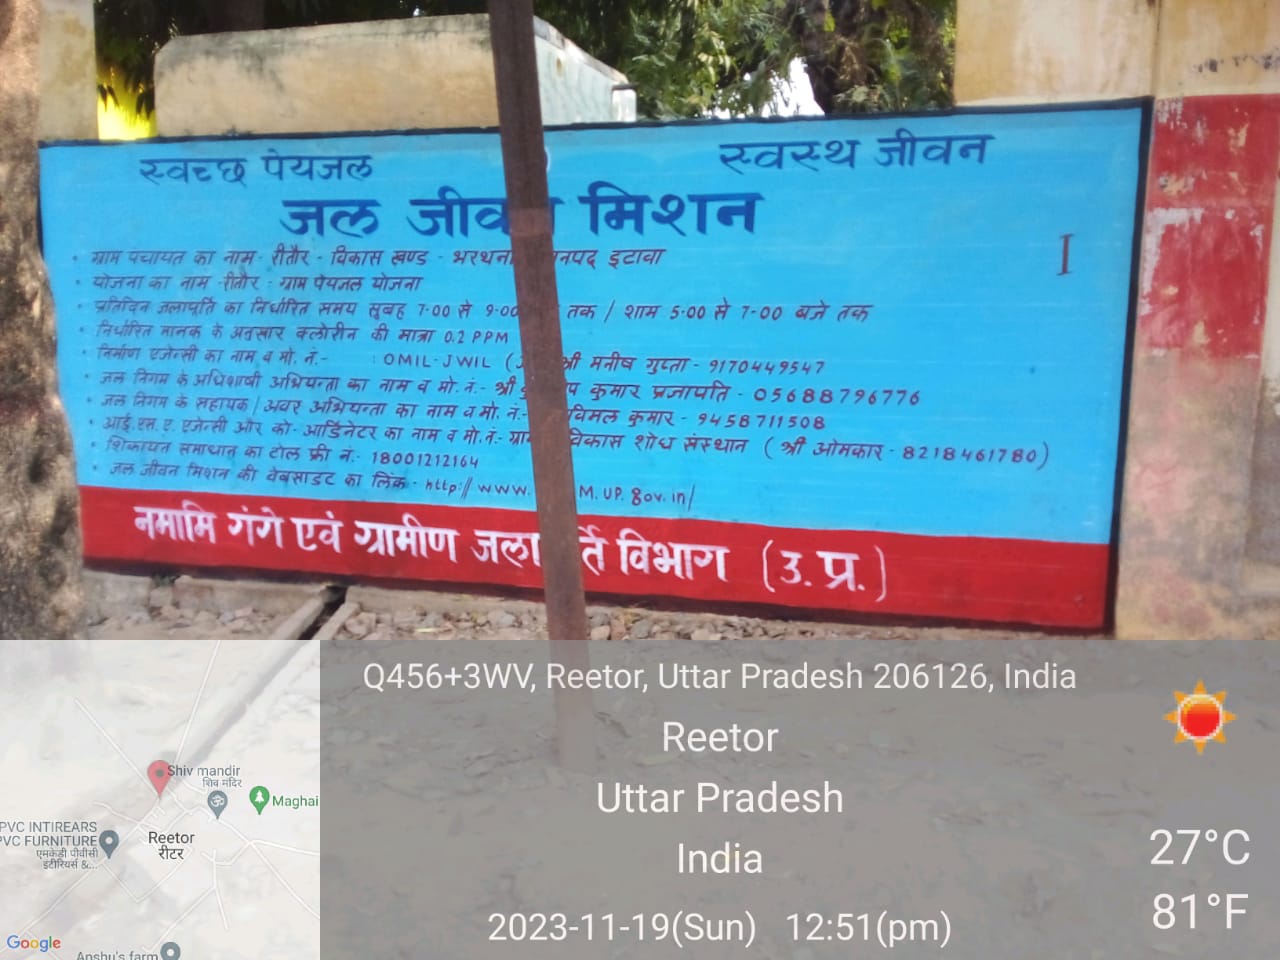 स्वच्छ पेयजल
स्वस्थ जीवन
जल जीवन मिशन
I
• ग्राम पंचायत का नाम - रीतौर - विकास खण्ड - भरथना जनपद इटावा
• योजना का नाम - रीतौर - ग्राम पेयजल योजना
• प्रतिदिन जलापूर्ति का निर्धारित समय सुबह 7-00 से 9-00 तक / शाम 5-00 से 7-00 बजे तक
• निर्धारित मानक के अनुसार क्लोरीन की मात्रा 0.2 PPM
• निर्माण एजेन्सी का नाम व मो. नं.- : OMIL-JWIL ( श्री मनीष गुप्ता - 9170449547
• जल निगम के अधिशाषी अभियन्ता का नाम व मो. नं.- श्री कुमार प्रजापति - 05688796776
• जल निगम के सहायक / अवर अभियन्ता का नाम व मो. नं.- विमल कुमार - 9458711508
• आई.एस.ए. एजेन्सी और को- आर्डिनेटर का नाम व मो. नं.- विकास शोध संस्थान ( श्री ओमकार - 8218461780)
• शिकायत समाधान का टोल फ्री नं.- 18001212164
• जल जीवन मिशन की वेबसाइट का लिंक - http:// www. M.UP.gov.in/
नमामि गंगे एवं ग्रामीण जलापूर्ति विभाग (उ.प्र.)
Q456+3WV, Reetor, Uttar Pradesh 206126, India
Reetor
Uttar Pradesh
India
2023-11-19(Sun) 12:51(pm)
27°C
81°F
Shiv mandir
शिव मंदिर
Maghai
PVC INTIREARS
PVC FURNITURE
एमकेडी पीवीसी
इंटीरियर्स &...
Reetor
रीटर
Google
Anshu's farm